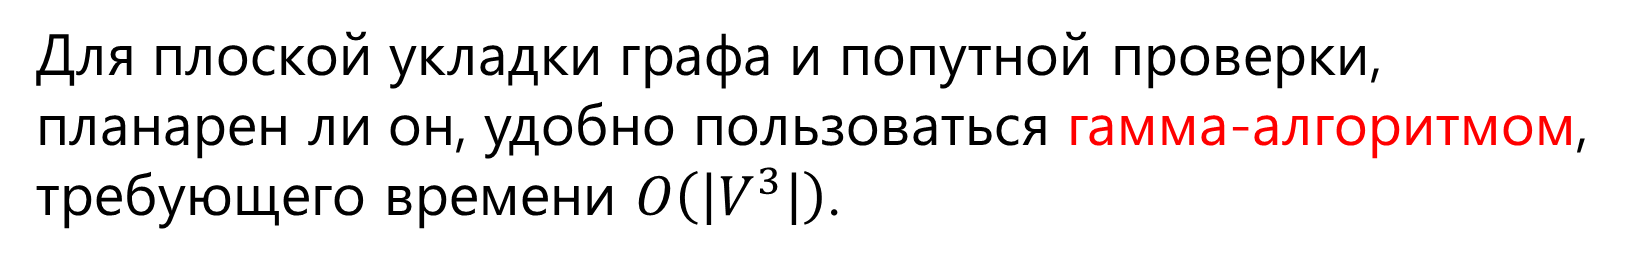 Для плоской укладки графа и попутной проверки,
планарен ли он, удобно пользоваться гамма-алгоритмом,
требующего времени 𝑂(|𝑉³|).